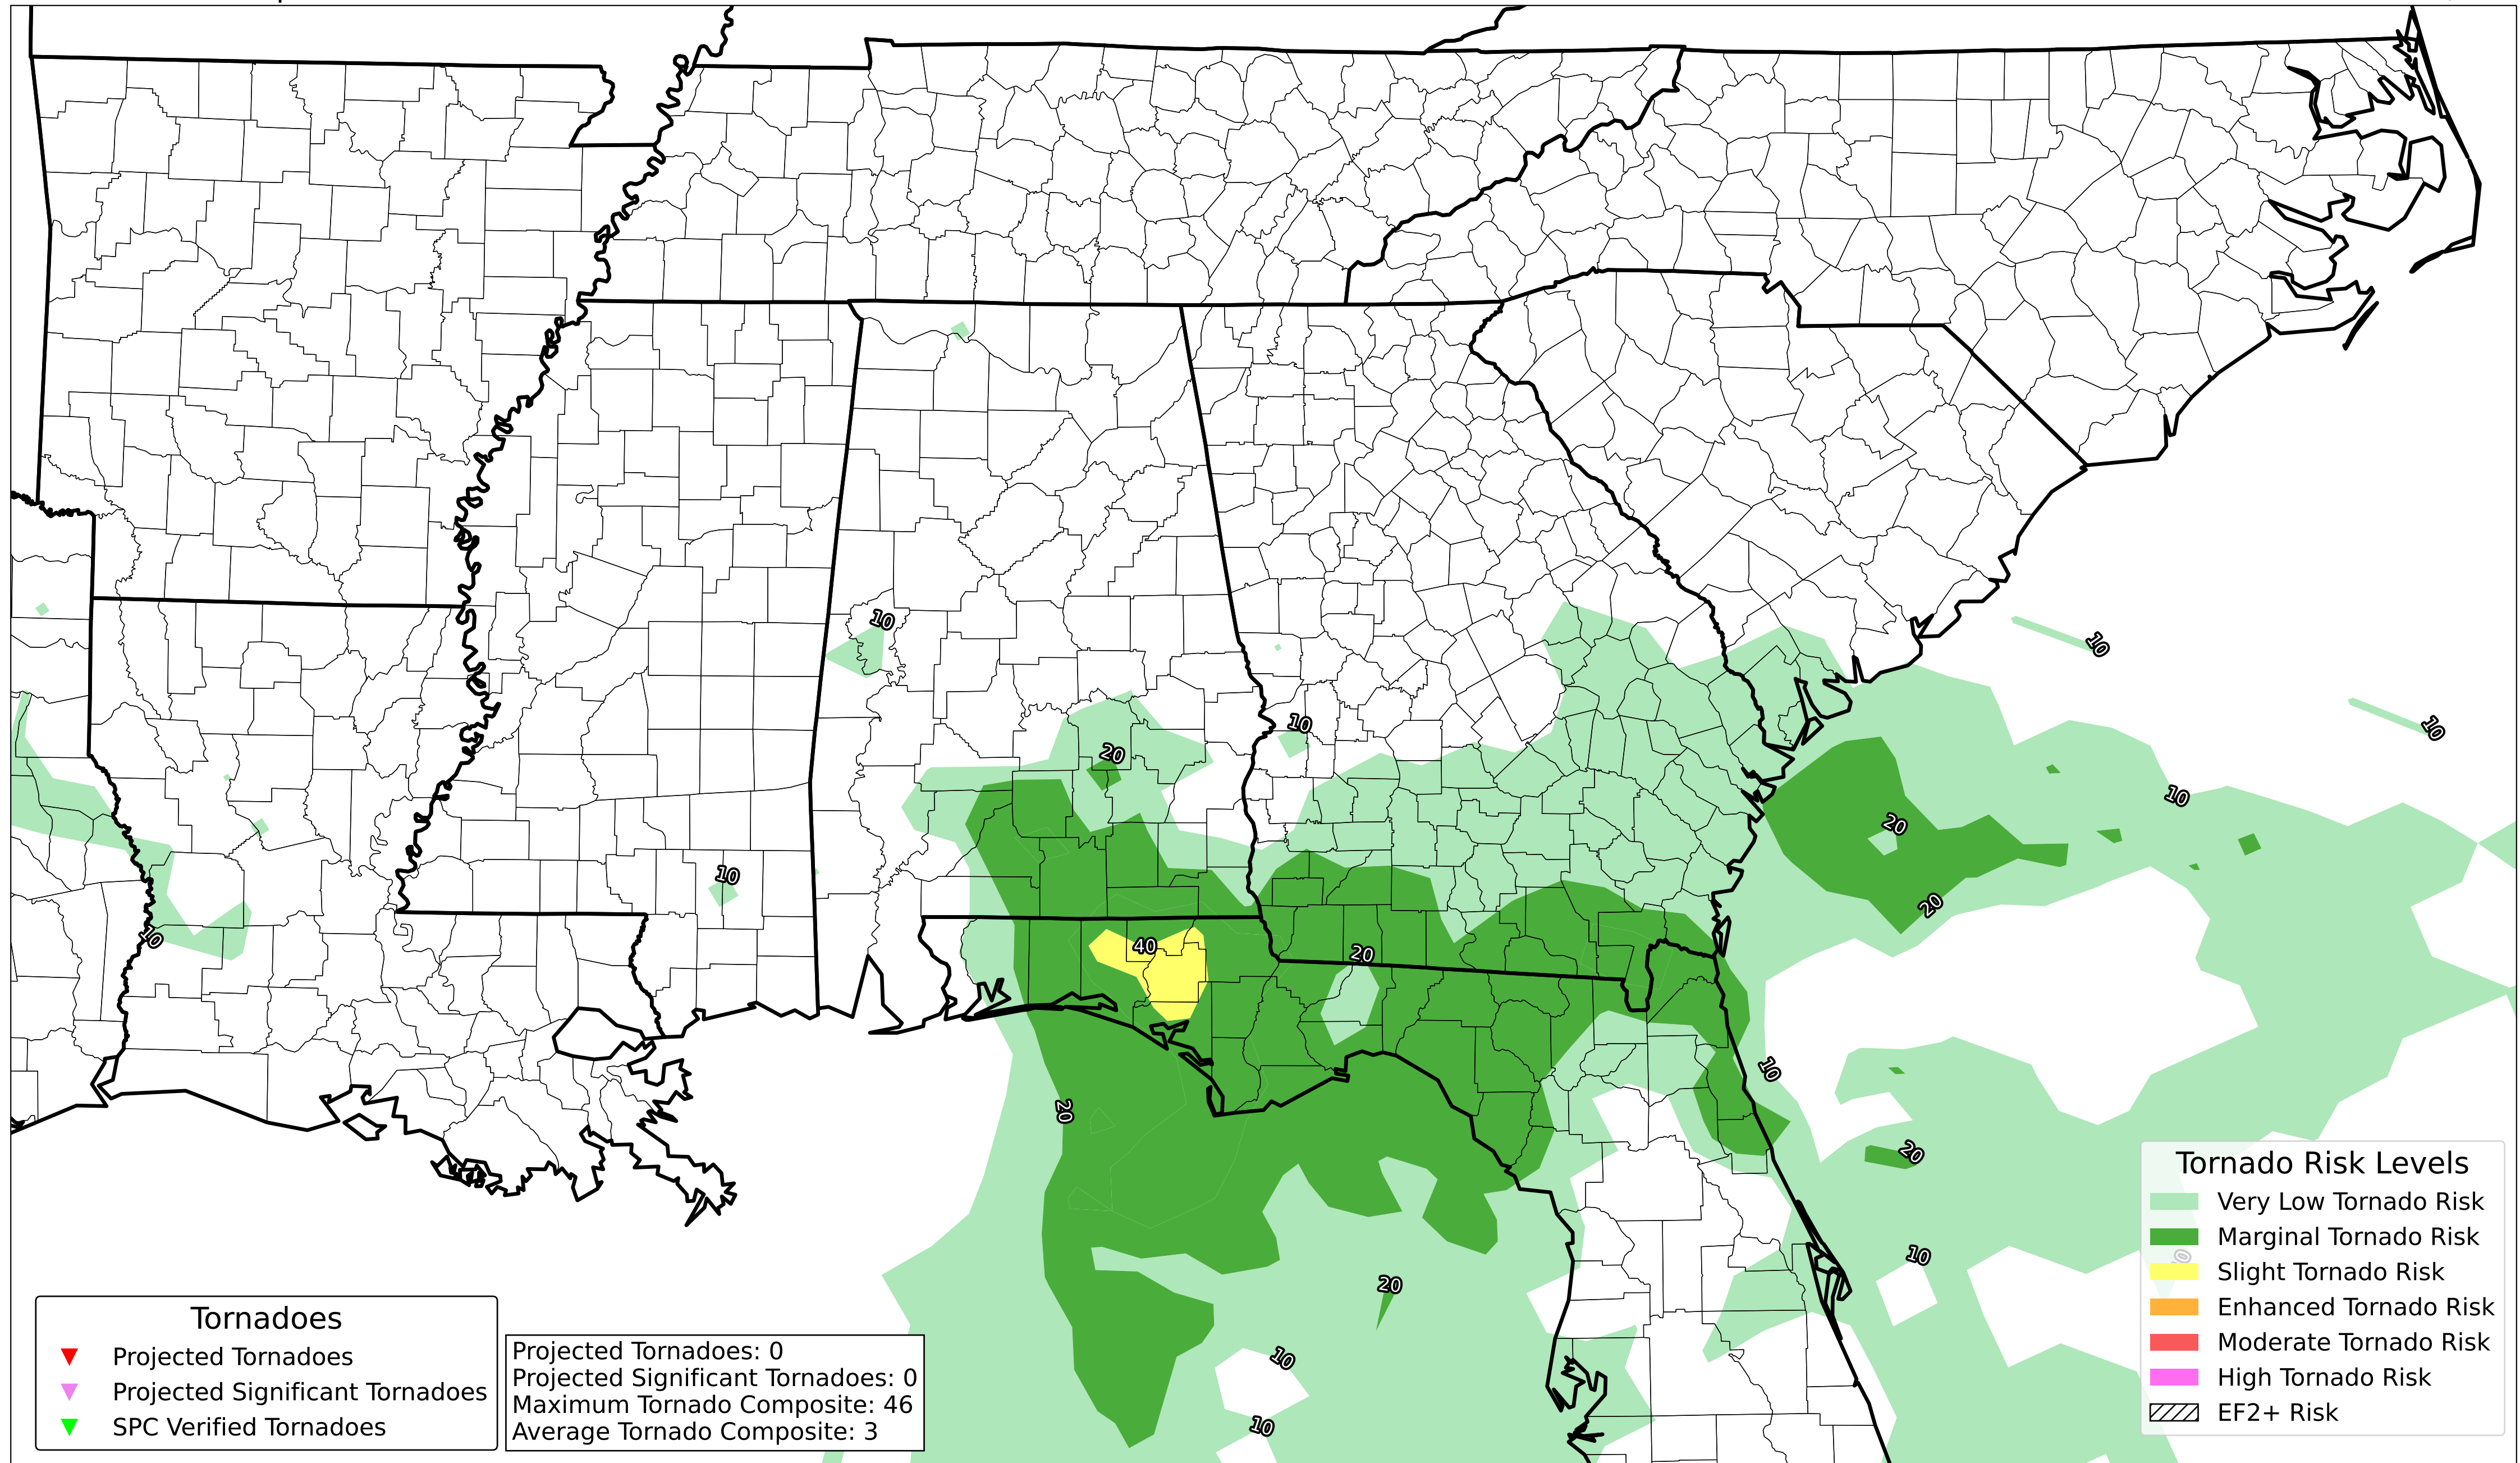 10
10
10
10
20
10
20
10
20
10
40
20
10
10
20
20
20
10
20
10
10
Tornado Risk Levels
Very Low Tornado Risk
Marginal Tornado Risk
Slight Tornado Risk
Enhanced Tornado Risk
Moderate Tornado Risk
High Tornado Risk
EF2+ Risk
Tornadoes
Projected Tornadoes
Projected Significant Tornadoes
SPC Verified Tornadoes
Projected Tornadoes: 0
Projected Significant Tornadoes: 0
Maximum Tornado Composite: 46
Average Tornado Composite: 3